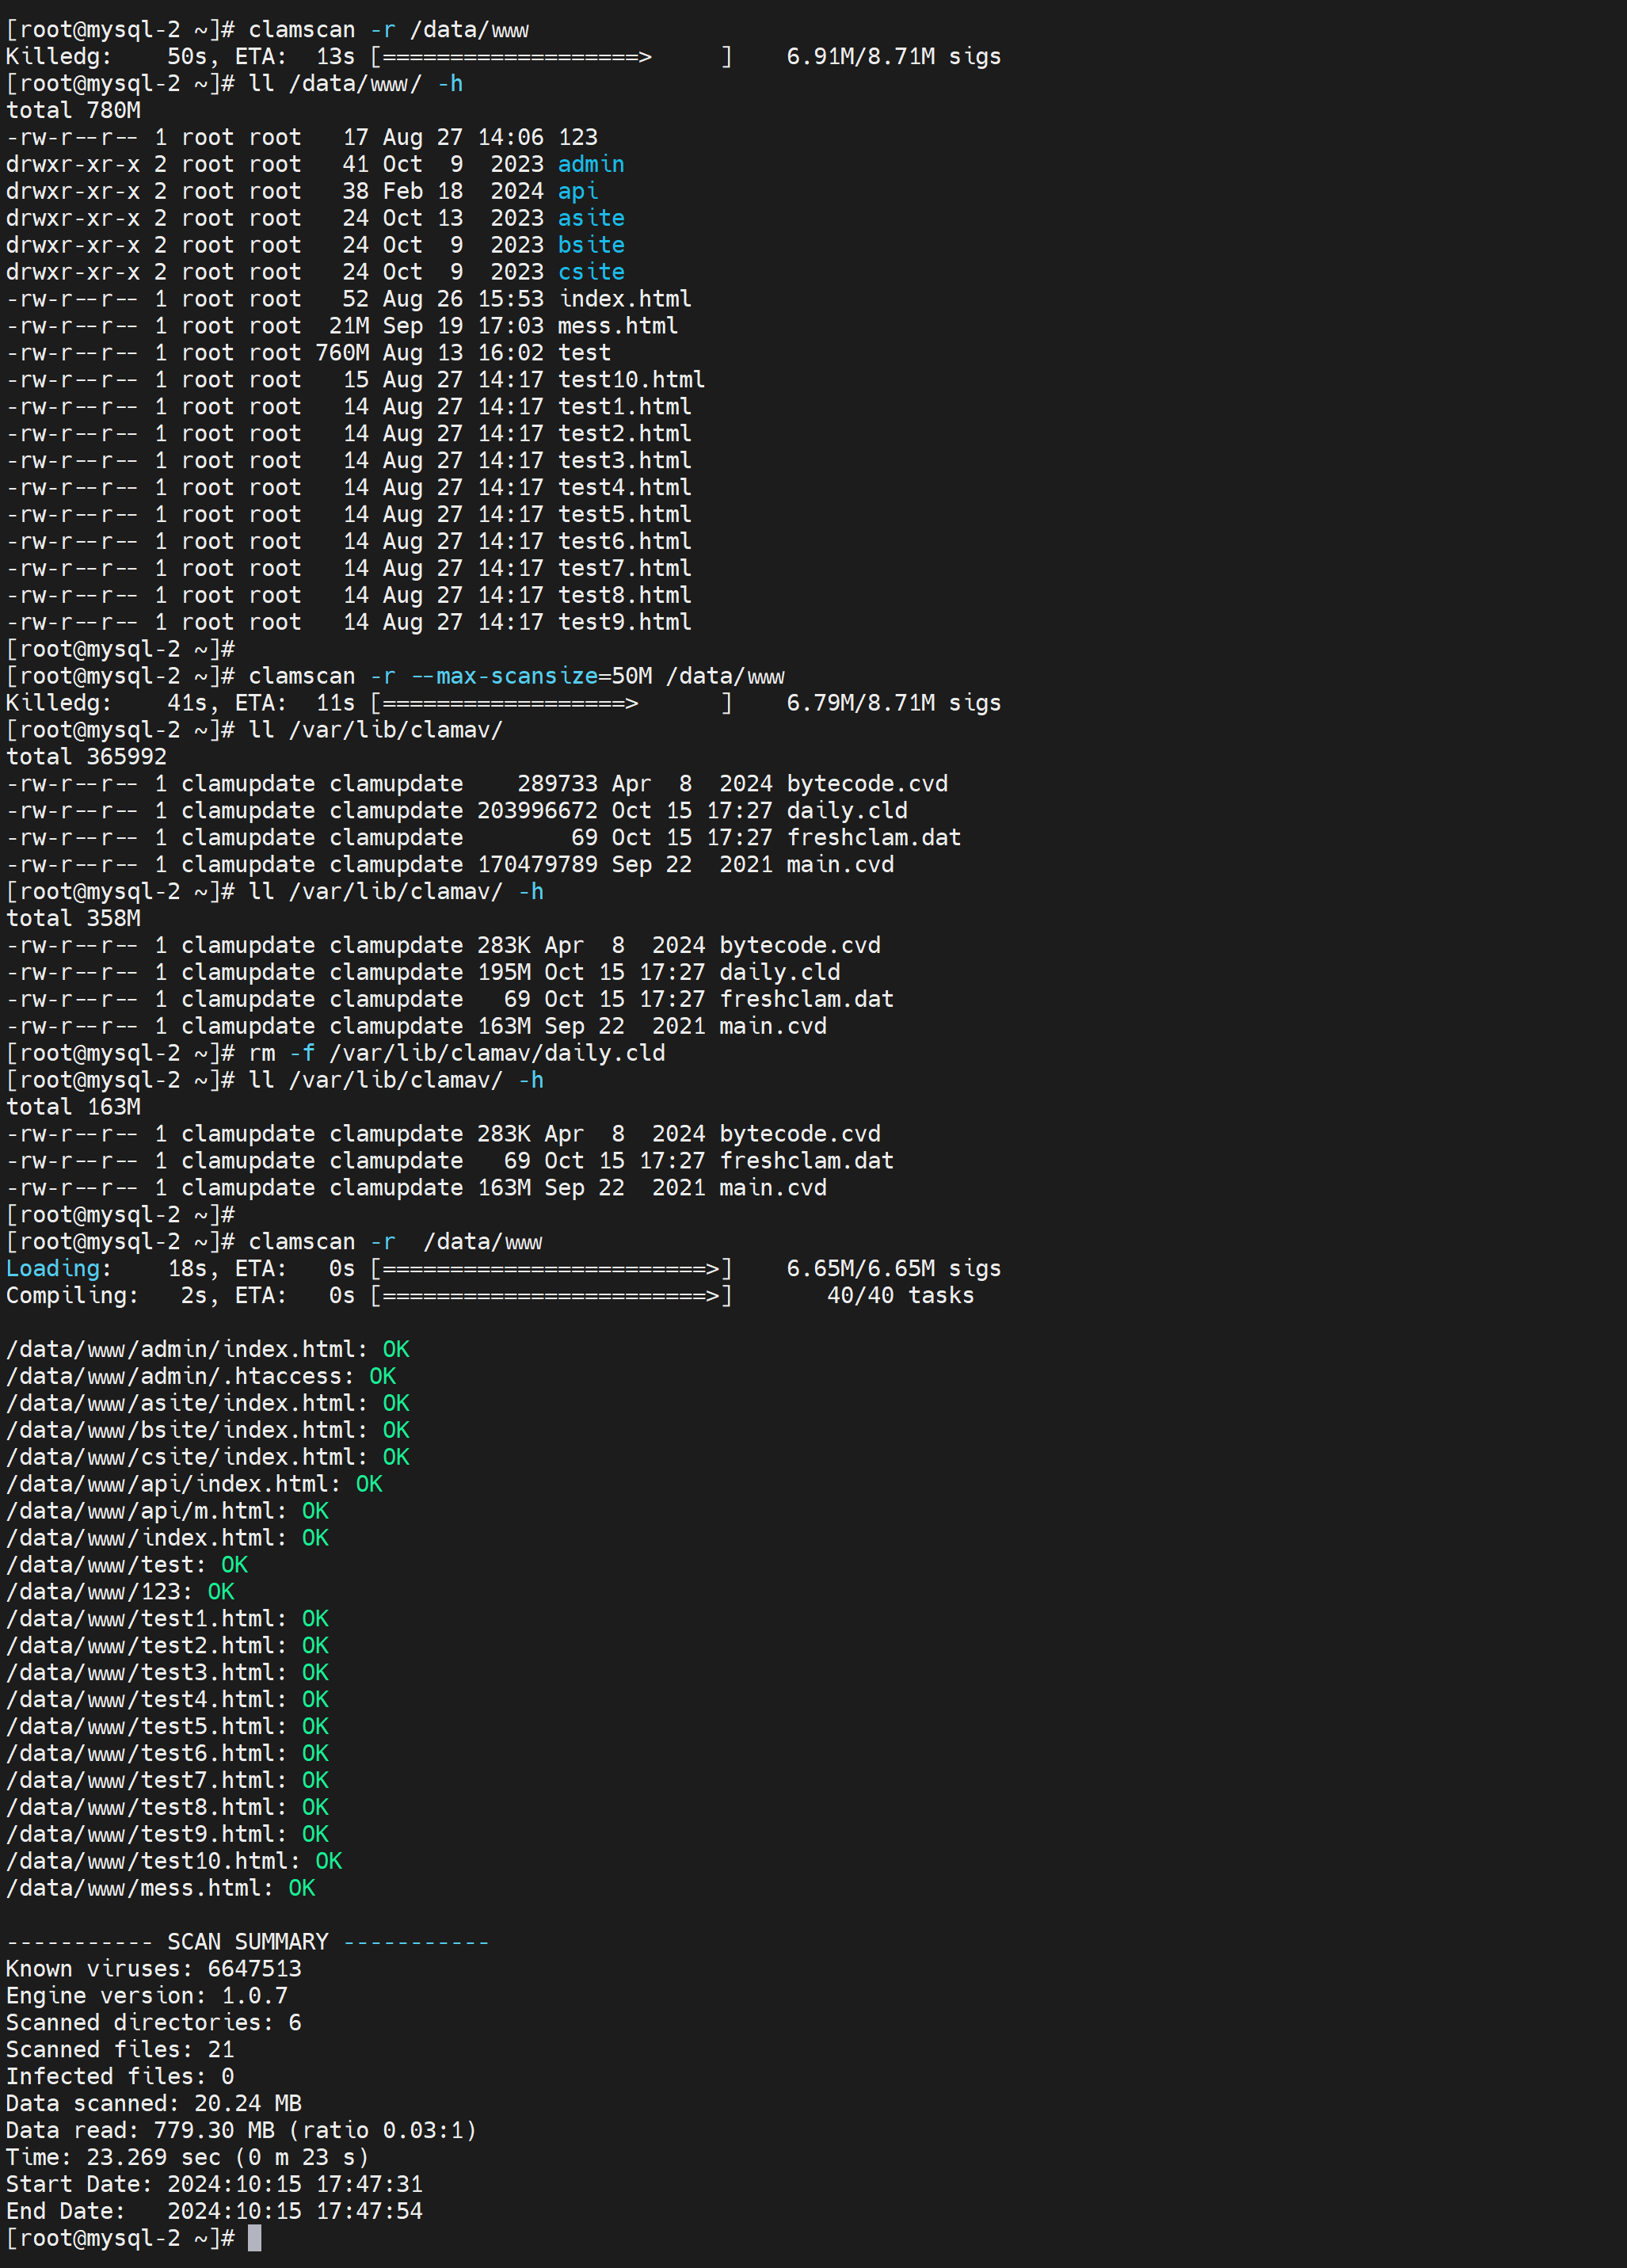 [root@mysql-2 ~]# clamscan -r /data/www
Killedg:    50s, ETA:  13s [===================>     ]    6.91M/8.71M sigs
[root@mysql-2 ~]# ll /data/www/ -h
total 780M
-rw-r--r-- 1 root root   17 Aug 27 14:06 123
drwxr-xr-x 2 root root   41 Oct  9  2023 admin
drwxr-xr-x 2 root root   38 Feb 18  2024 api
drwxr-xr-x 2 root root   24 Oct 13  2023 asite
drwxr-xr-x 2 root root   24 Oct  9  2023 bsite
drwxr-xr-x 2 root root   24 Oct  9  2023 csite
-rw-r--r-- 1 root root   52 Aug 26 15:53 index.html
-rw-r--r-- 1 root root  21M Sep 19 17:03 mess.html
-rw-r--r-- 1 root root 760M Aug 13 16:02 test
-rw-r--r-- 1 root root   15 Aug 27 14:17 test10.html
-rw-r--r-- 1 root root   14 Aug 27 14:17 test1.html
-rw-r--r-- 1 root root   14 Aug 27 14:17 test2.html
-rw-r--r-- 1 root root   14 Aug 27 14:17 test3.html
-rw-r--r-- 1 root root   14 Aug 27 14:17 test4.html
-rw-r--r-- 1 root root   14 Aug 27 14:17 test5.html
-rw-r--r-- 1 root root   14 Aug 27 14:17 test6.html
-rw-r--r-- 1 root root   14 Aug 27 14:17 test7.html
-rw-r--r-- 1 root root   14 Aug 27 14:17 test8.html
-rw-r--r-- 1 root root   14 Aug 27 14:17 test9.html
[root@mysql-2 ~]#
[root@mysql-2 ~]# clamscan -r --max-scansize=50M /data/www
Killedg:    41s, ETA:  11s [==================>      ]    6.79M/8.71M sigs
[root@mysql-2 ~]# ll /var/lib/clamav/
total 365992
-rw-r--r-- 1 clamupdate clamupdate    289733 Apr  8  2024 bytecode.cvd
-rw-r--r-- 1 clamupdate clamupdate 203996672 Oct 15 17:27 daily.cld
-rw-r--r-- 1 clamupdate clamupdate        69 Oct 15 17:27 freshclam.dat
-rw-r--r-- 1 clamupdate clamupdate 170479789 Sep 22  2021 main.cvd
[root@mysql-2 ~]# ll /var/lib/clamav/ -h
total 358M
-rw-r--r-- 1 clamupdate clamupdate 283K Apr  8  2024 bytecode.cvd
-rw-r--r-- 1 clamupdate clamupdate 195M Oct 15 17:27 daily.cld
-rw-r--r-- 1 clamupdate clamupdate   69 Oct 15 17:27 freshclam.dat
-rw-r--r-- 1 clamupdate clamupdate 163M Sep 22  2021 main.cvd
[root@mysql-2 ~]# rm -f /var/lib/clamav/daily.cld
[root@mysql-2 ~]# ll /var/lib/clamav/ -h
total 163M
-rw-r--r-- 1 clamupdate clamupdate 283K Apr  8  2024 bytecode.cvd
-rw-r--r-- 1 clamupdate clamupdate   69 Oct 15 17:27 freshclam.dat
-rw-r--r-- 1 clamupdate clamupdate 163M Sep 22  2021 main.cvd
[root@mysql-2 ~]#
[root@mysql-2 ~]# clamscan -r  /data/www
Loading:    18s, ETA:   0s [========================>]    6.65M/6.65M sigs
Compiling:   2s, ETA:   0s [========================>]       40/40 tasks

/data/www/admin/index.html: OK
/data/www/admin/.htaccess: OK
/data/www/asite/index.html: OK
/data/www/bsite/index.html: OK
/data/www/csite/index.html: OK
/data/www/api/index.html: OK
/data/www/api/m.html: OK
/data/www/index.html: OK
/data/www/test: OK
/data/www/123: OK
/data/www/test1.html: OK
/data/www/test2.html: OK
/data/www/test3.html: OK
/data/www/test4.html: OK
/data/www/test5.html: OK
/data/www/test6.html: OK
/data/www/test7.html: OK
/data/www/test8.html: OK
/data/www/test9.html: OK
/data/www/test10.html: OK
/data/www/mess.html: OK

----------- SCAN SUMMARY -----------
Known viruses: 6647513
Engine version: 1.0.7
Scanned directories: 6
Scanned files: 21
Infected files: 0
Data scanned: 20.24 MB
Data read: 779.30 MB (ratio 0.03:1)
Time: 23.269 sec (0 m 23 s)
Start Date: 2024:10:15 17:47:31
End Date:   2024:10:15 17:47:54
[root@mysql-2 ~]#